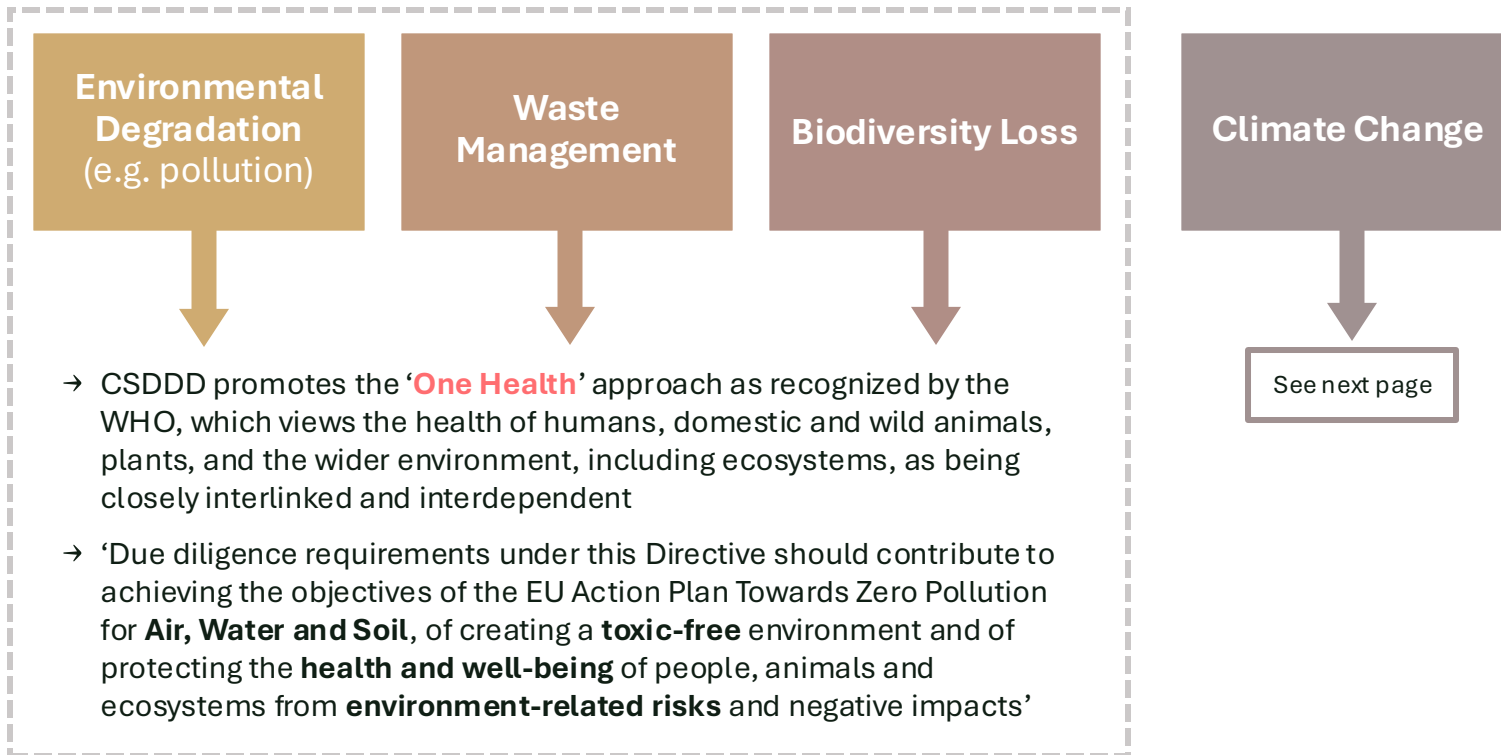 Environmental
Degradation
(e.g. pollution)
Waste
Management
Biodiversity Loss
Climate Change
→ CSDDD promotes the ‘One Health’ approach as recognized by the
WHO, which views the health of humans, domestic and wild animals,
plants, and the wider environment, including ecosystems, as being
closely interlinked and interdependent
→ ‘Due diligence requirements under this Directive should contribute to
achieving the objectives of the EU Action Plan Towards Zero Pollution
for Air, Water and Soil, of creating a toxic-free environment and of
protecting the health and well-being of people, animals and
ecosystems from environment-related risks and negative impacts’
See next page